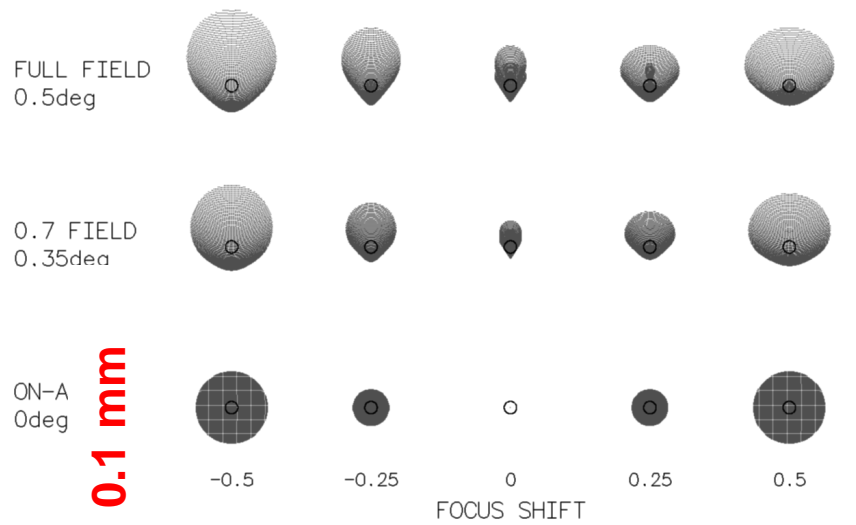 FULL FIELD
0.5deg
0.7 FIELD
0.35deg
ON-A
0deg
0.1 mm
-0.5 -0.25 0 0.25 0.5
FOCUS SHIFT